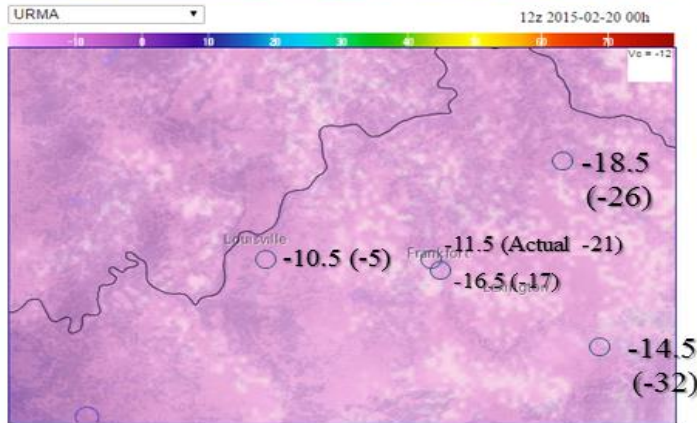 URMA
12z 2015-02-20 00h
-10 0 10 20 30 40 50 60 70
Vc = -12
-18.5
(-26)
Louisville
-10.5 (-5)
-11.5 (Actual -21)
Frankfort
-16.5 (-17)
Lexington
-14.5
(-32)